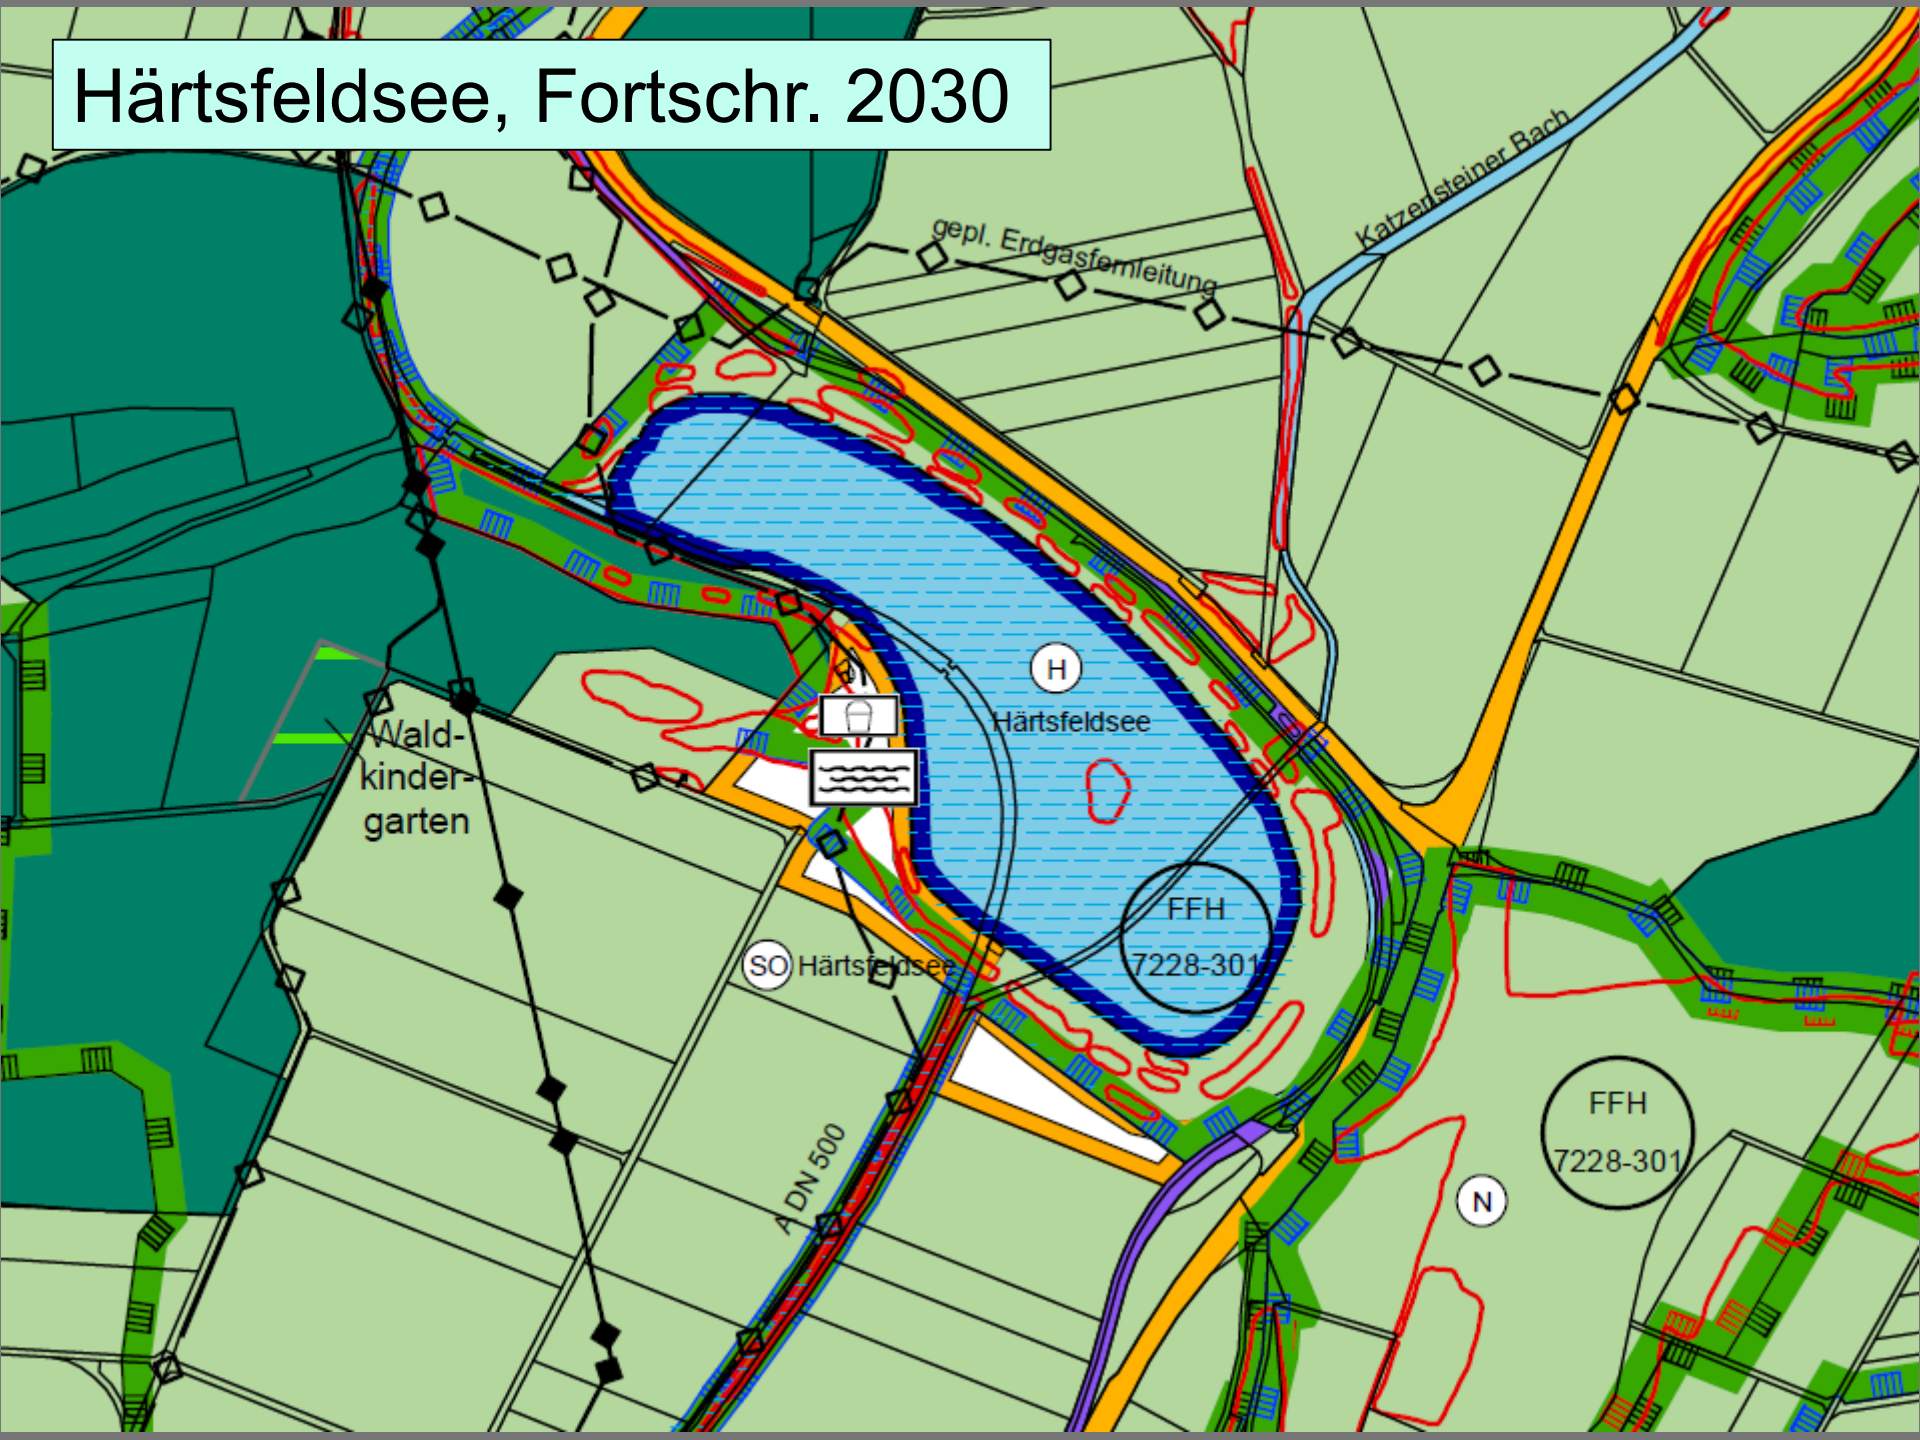 Härtsfeldsee, Fortschr. 2030
Katzensteiner Bach
gepl. Erdgasfernleitung
H
Härtsfeldsee
Wald-
kinder-
garten
FFH
7228-301
SO Härtsfeldsee
A DN 500
FFH
7228-301
N